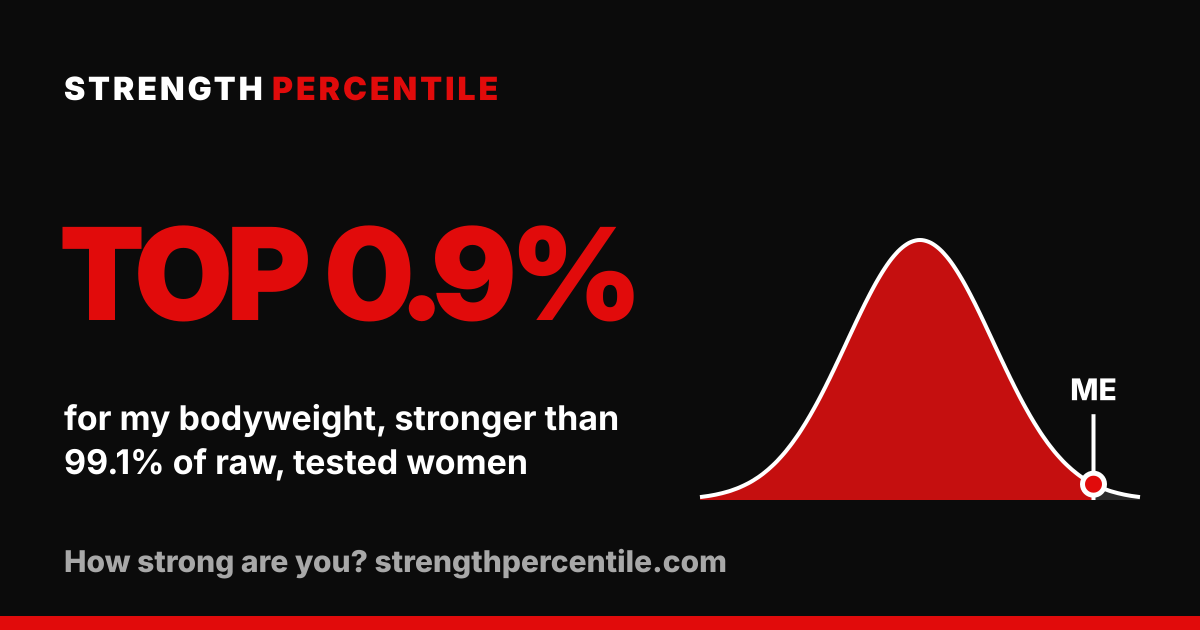 STRENGTH PERCENTILE
TOP 0.9%
ME
for my bodyweight, stronger than
99.1% of raw, tested women
How strong are you? strengthpercentile.com